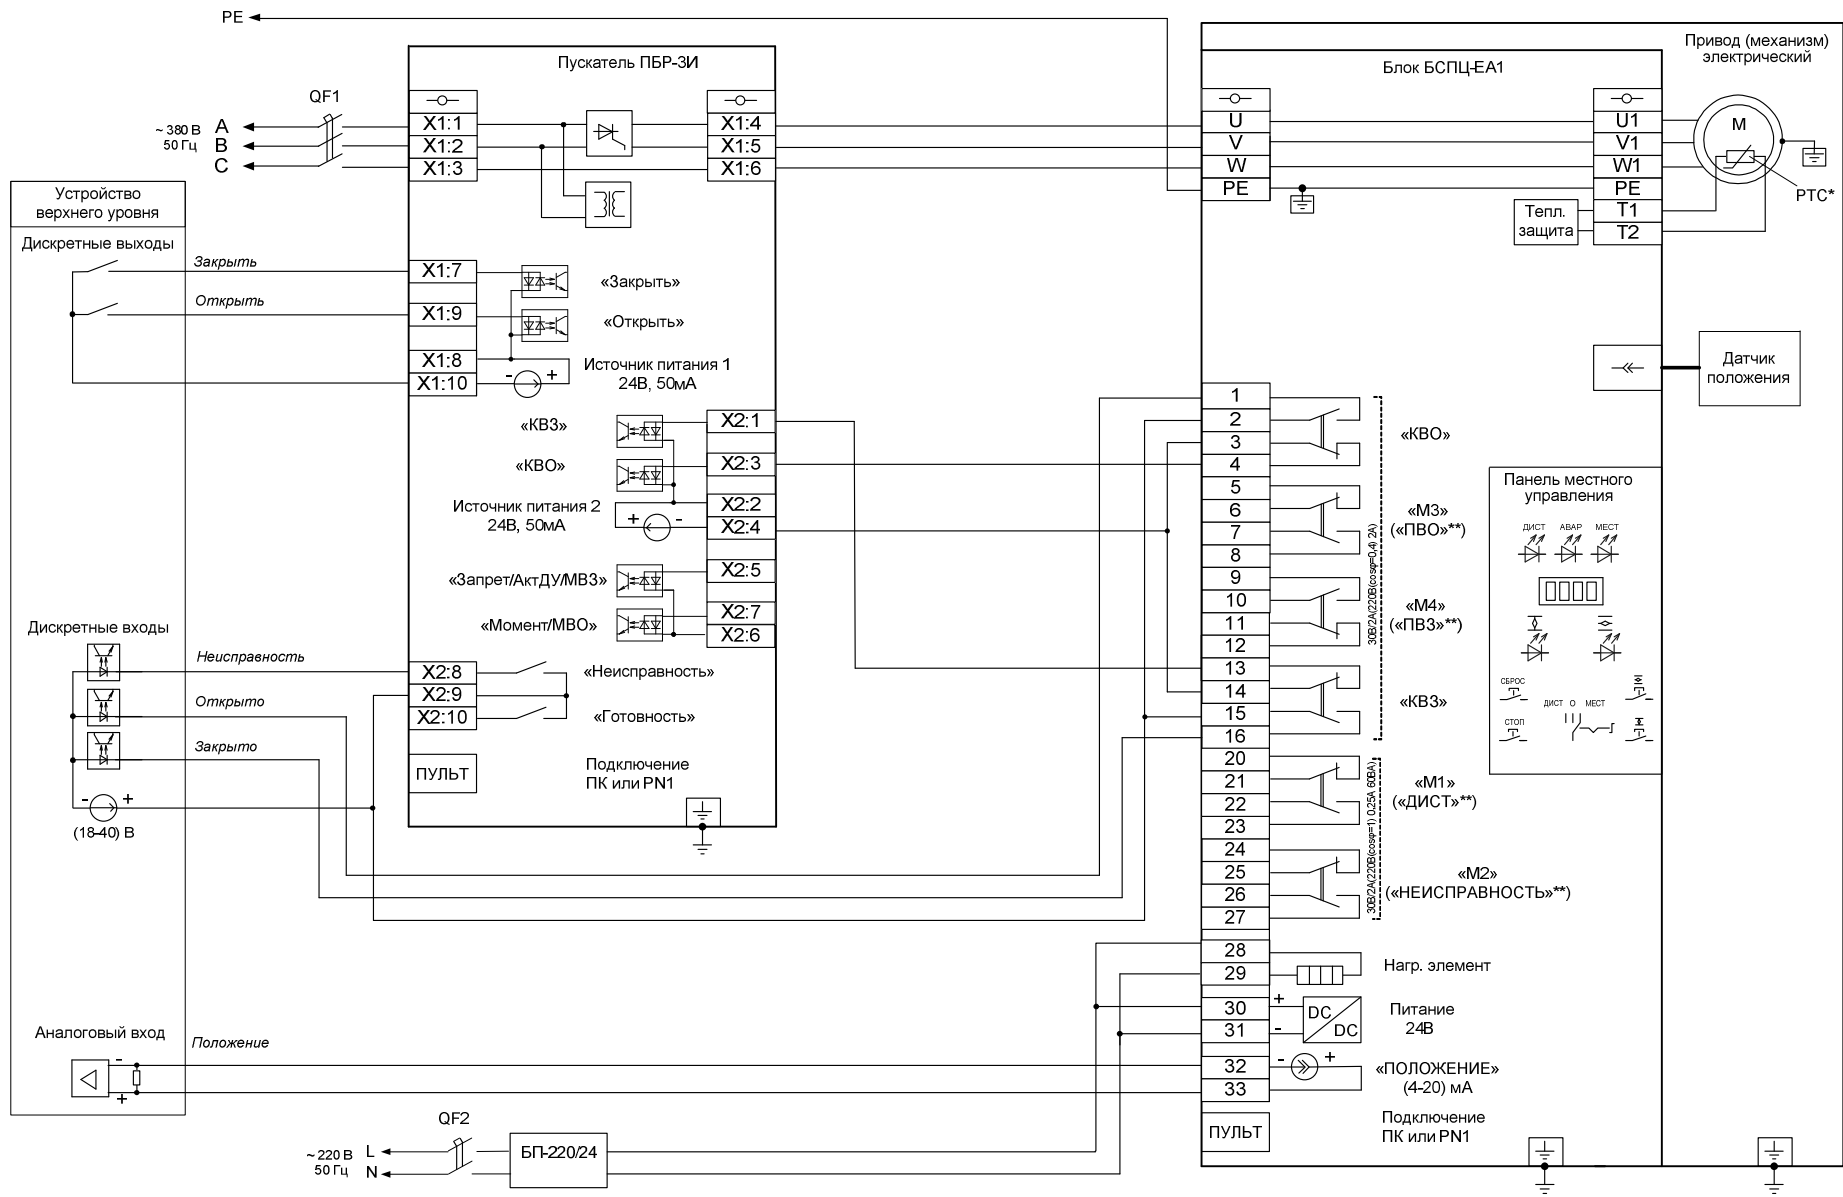 PE
Пускатель ПБР-3И
QF1
~ 380 В
50 Гц
A
B
C
X1:1
X1:2
X1:3
X1:4
X1:5
X1:6
Устройство
верхнего уровня
Дискретные выходы
Закрыть
Открыть
X1:7
X1:9
X1:8
X1:10
«Закрыть»
«Открыть»
Источник питания 1
24В, 50мА
- +
«КВЗ»
«КВО»
Источник питания 2
24В, 50мА
+ -
X2:1
X2:3
X2:2
X2:4
«Запрет/АктДУ/МВЗ»
«Момент/МВО»
X2:5
X2:7
X2:6
Дискретные входы
Неисправность
Открыто
Закрыто
- +
(18-40) В
X2:8
X2:9
X2:10
«Неисправность»
«Готовность»
ПУЛЬТ
Подключение
ПК или PN1
Аналоговый вход
Положение
-
+
QF2
~ 220 В
50 Гц
L
N
БП-220/24
Привод (механизм)
электрический
Блок БСПЦ-ЕА1
U
V
W
PE
U1
V1
W1
PE
T1
T2
M
PTC*
Тепл.
защита
Датчик
положения
1
2
3
4
5
6
7
8
9
10
11
12
13
14
15
16
20
21
22
23
24
25
26
27
28
29
30
31
32
33
«КВО»
«М3»
(«ПВО»**)
«М4»
(«ПВЗ»**)
«КВЗ»
30В/2А(220В(cosφ=0,4) 2А)
«М1»
(«ДИСТ»**)
«М2»
(«НЕИСПРАВНОСТЬ»**)
30В/2А(220В(cosφ=1) 0,25А 60ВА)
Панель местного
управления
ДИСТ АВАР МЕСТ
СБРОС
ДИСТ О МЕСТ
СТОП
Нагр. элемент
+
-
DC
DC
Питание
24В
- +
«ПОЛОЖЕНИЕ»
(4-20) мА
ПУЛЬТ
Подключение
ПК или PN1